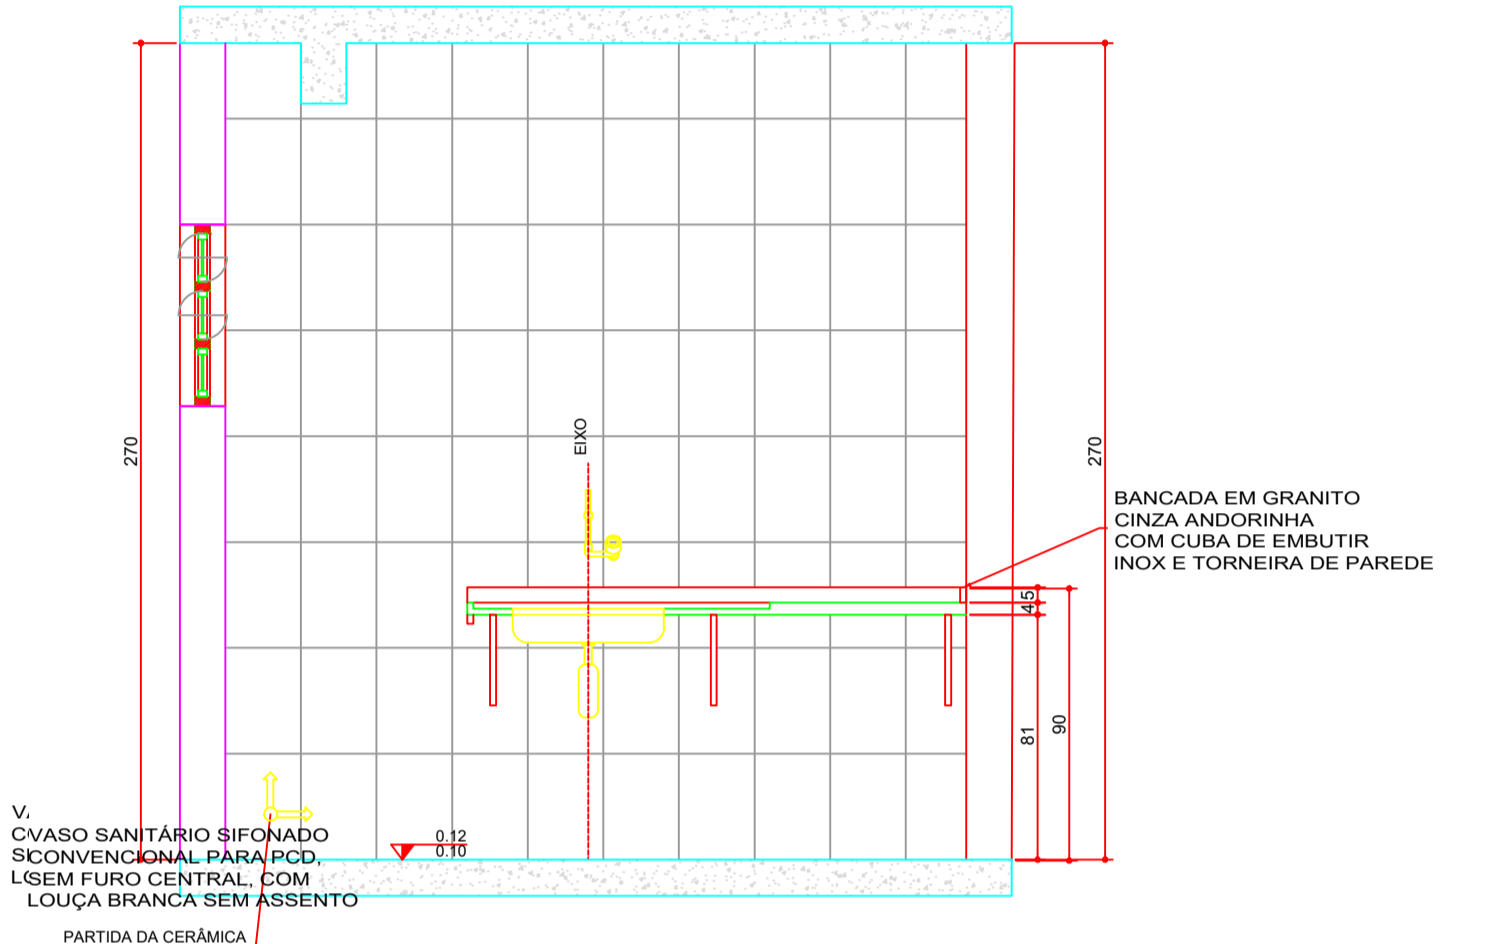 270
EIXO
270
BANCADA EM GRANITO
CINZA ANDORINHA
COM CUBA DE EMBUTIR
INOX E TORNEIRA DE PAREDE
5
4
81
90
0.12
0.10
VASO SANITÁRIO SIFONADO
CONVENCIONAL PARA PCD,
SEM FURO CENTRAL, COM
LOUÇA BRANCA SEM ASSENTO
PARTIDA DA CERÂMICA